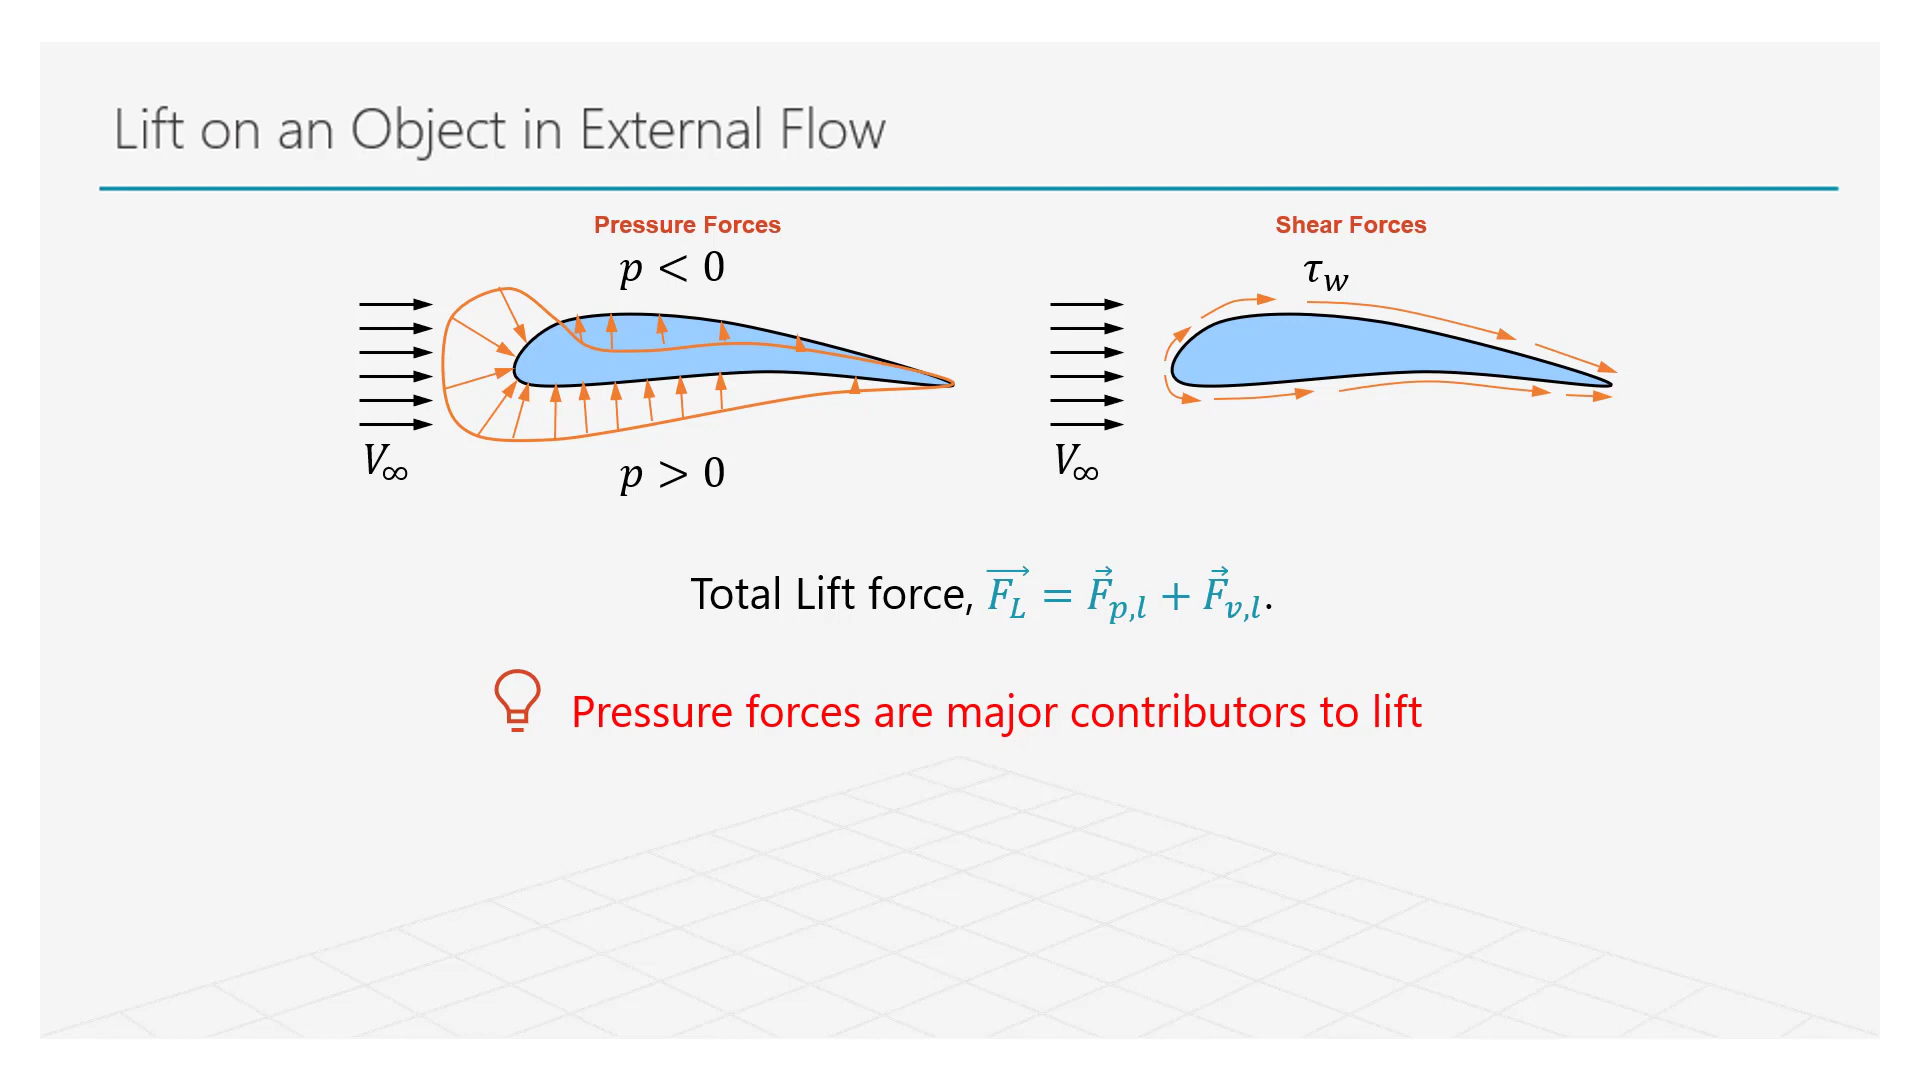 Lift on an Object in External Flow
Pressure Forces
p < 0
V∞
p > 0
Shear Forces
τw
V∞
Total Lift force, F⃗L = F⃗p,l + F⃗v,l.
Pressure forces are major contributors to lift